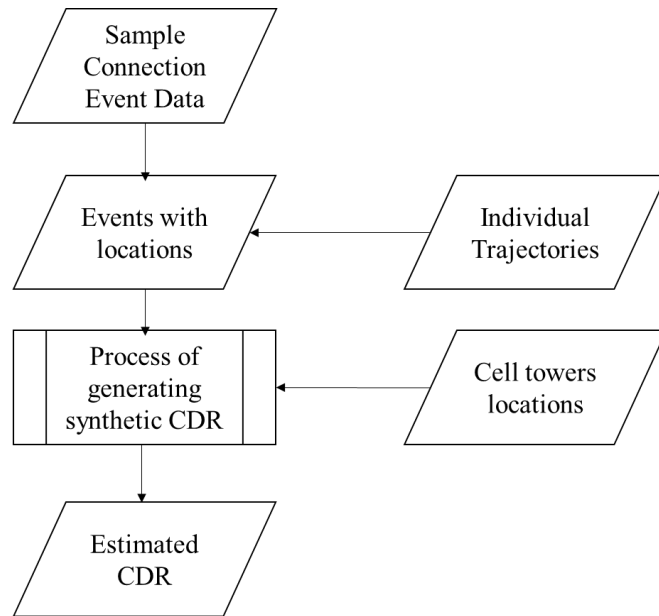 Sample
Connection
Event Data
Events with
locations
Individual
Trajectories
Process of
generating
synthetic CDR
Cell towers
locations
Estimated
CDR